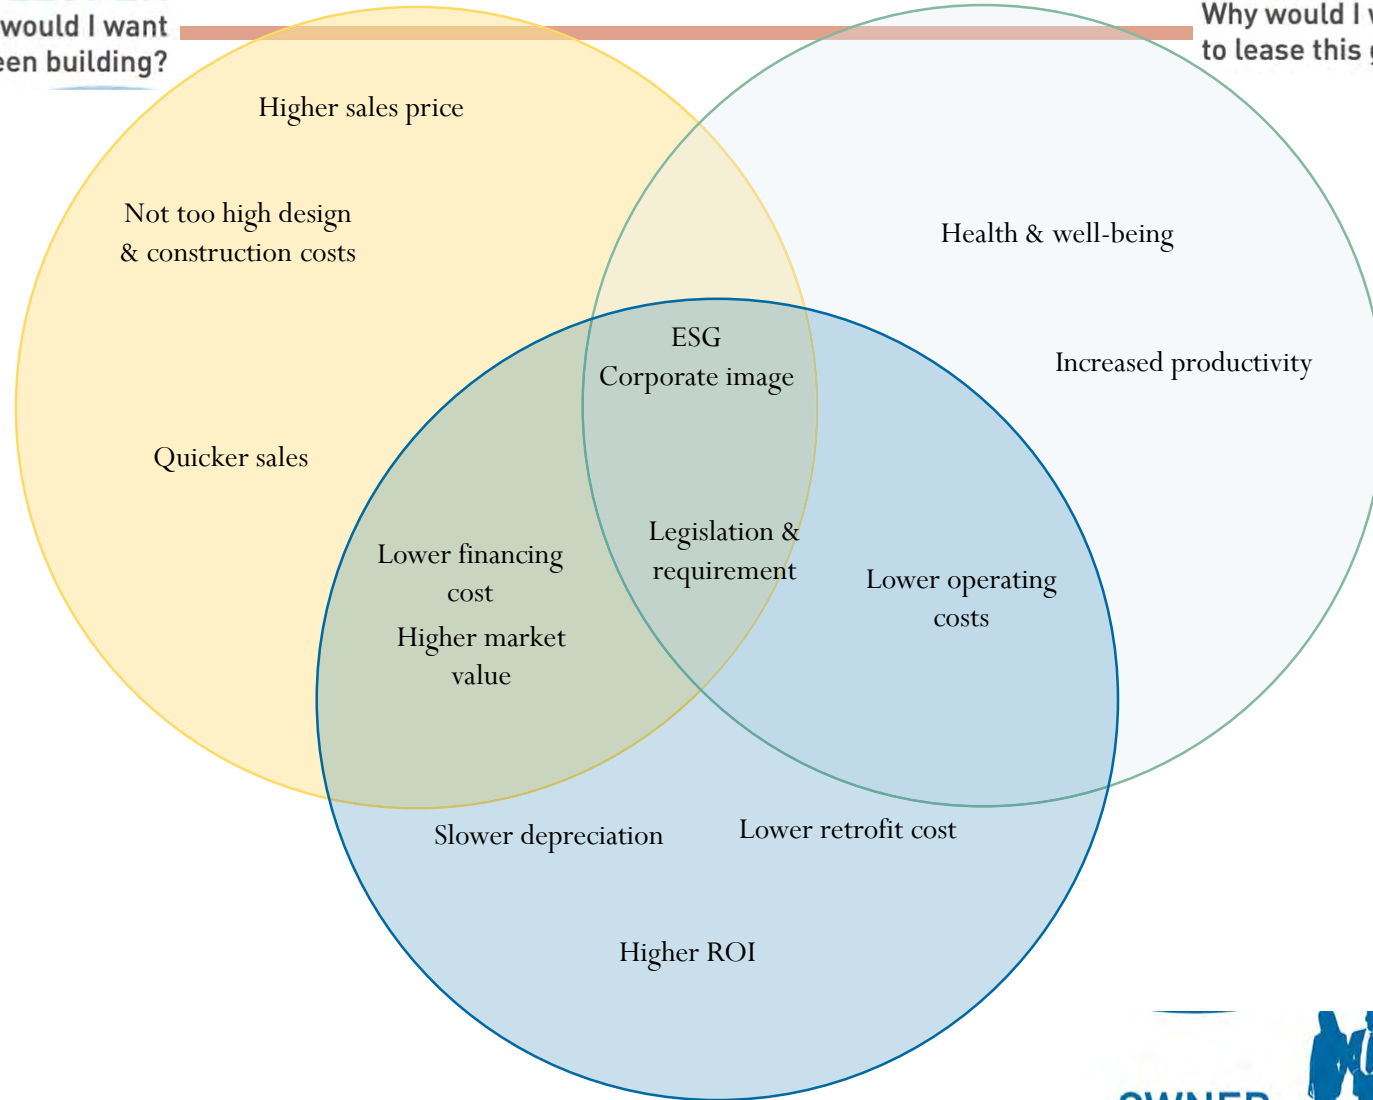 would I want
een building?
Why would I
to lease this
Higher sales price
Not too high design
& construction costs
Health & well-being
ESG
Corporate image
Increased productivity
Quicker sales
Legislation &
requirement
Lower financing
cost
Lower operating
costs
Higher market
value
Slower depreciation
Lower retrofit cost
Higher ROI
OWNER